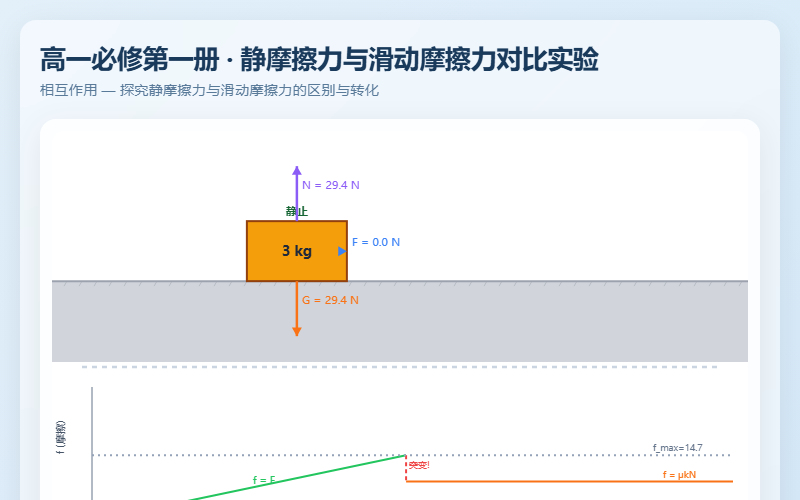 高一必修第一册 · 静摩擦力与滑动摩擦力对比实验
相互作用 — 探究静摩擦力与滑动摩擦力的区别与转化
N = 29.4 N
静止
3 kg
F = 0.0 N
G = 29.4 N
f (摩擦)
f_max=14.7
突变!
f = F
f = μkN